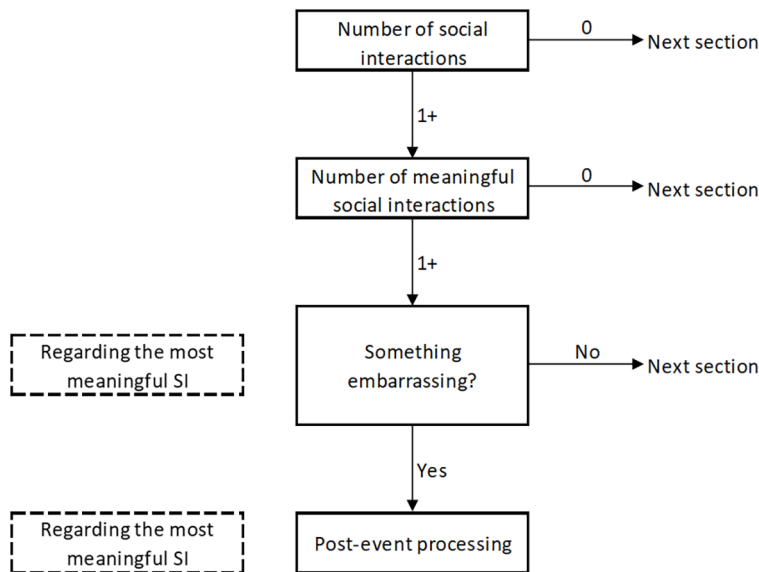 Number of social
interactions
0
Next section
1+
Number of meaningful
social interactions
0
Next section
1+
Regarding the most
meaningful SI
Something
embarrassing?
No
Next section
Yes
Regarding the most
meaningful SI
Post-event processing